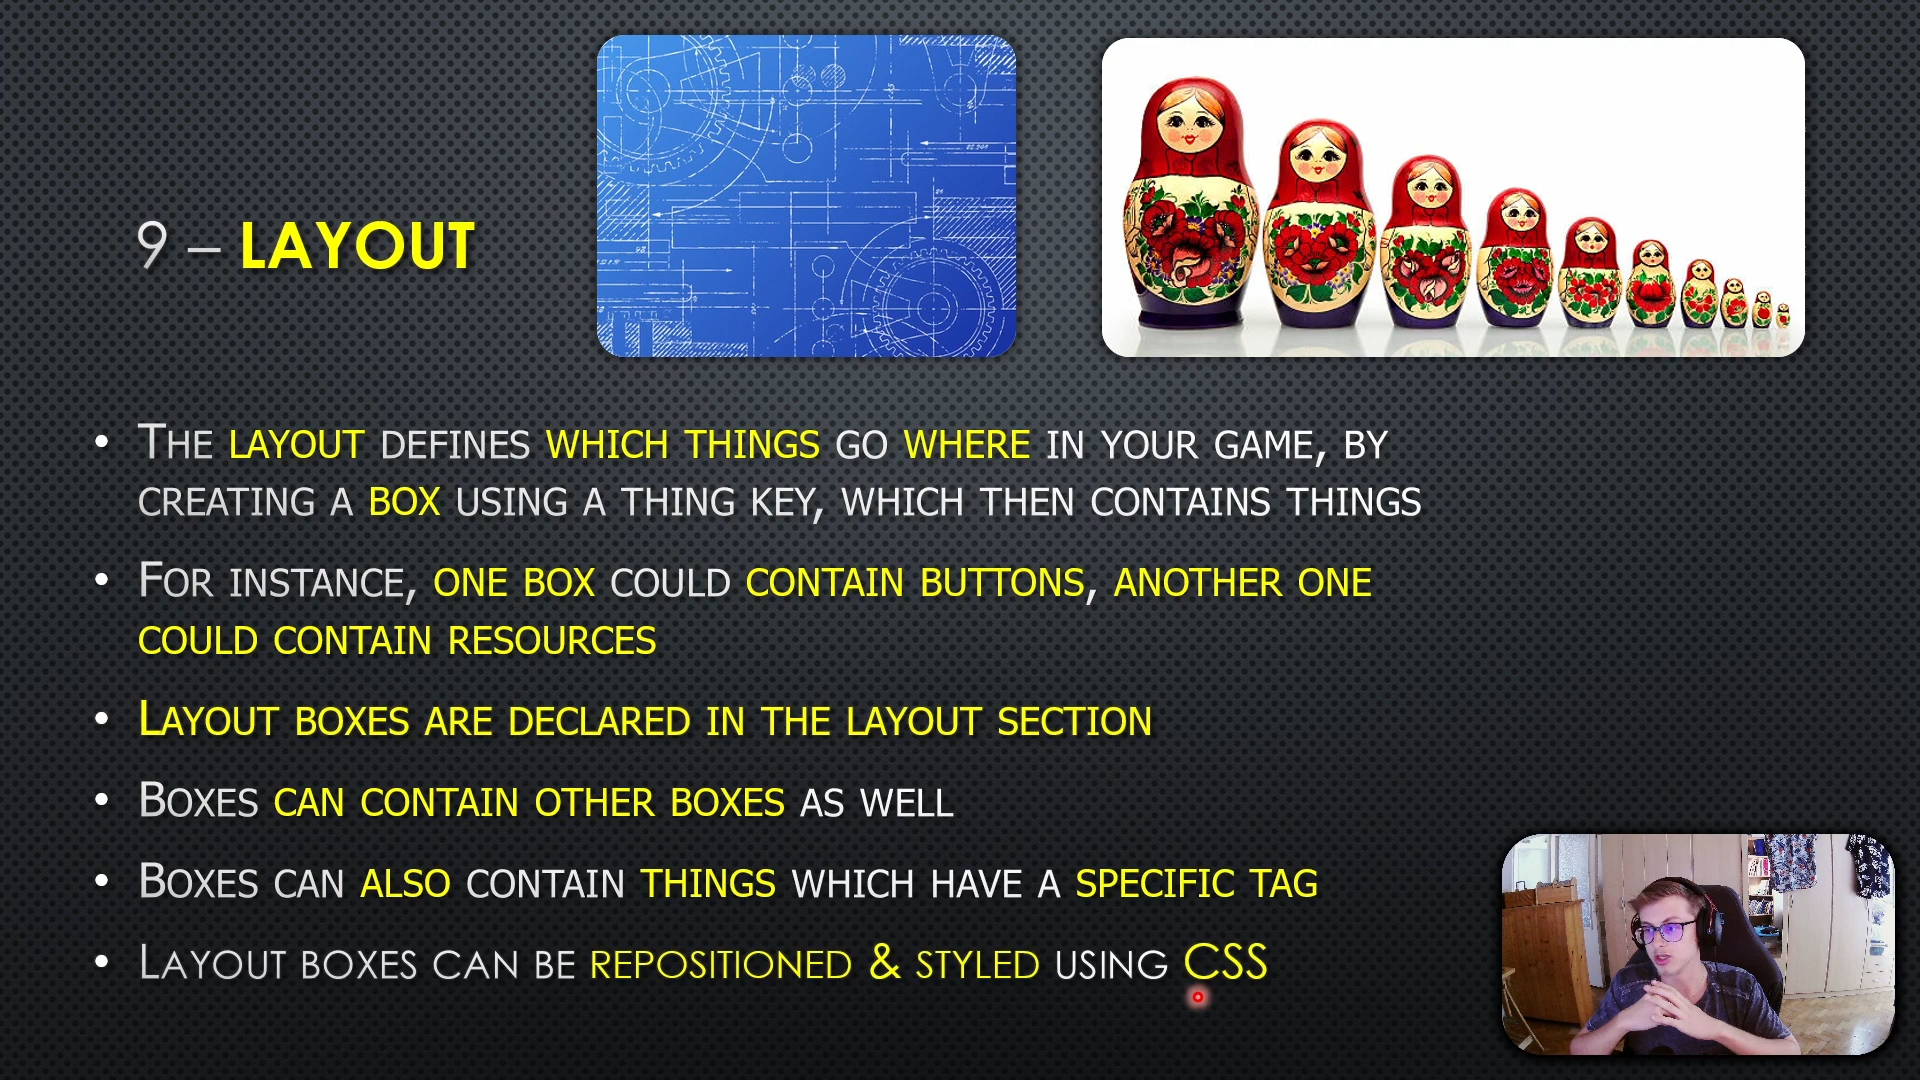 9 – LAYOUT
• The layout defines which things go where in your game, by
creating a box using a thing key, which then contains things
• For instance, one box could contain buttons, another one
could contain resources
• Layout boxes are declared in the layout section
• Boxes can contain other boxes as well
• Boxes can also contain things which have a specific tag
• Layout boxes can be repositioned & styled using CSS